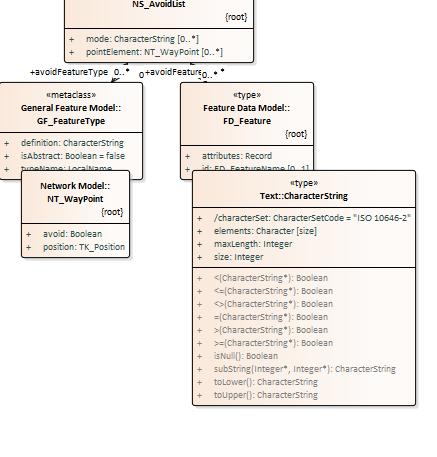 NS_AvoidList
{root}
+ mode: CharacterString [0..*]
+ pointElement: NT_WayPoint [0..*]
+avoidFeatureType 0..*
0..* +avoidFeature *
«metaclass»
General Feature Model::
GF_FeatureType
+ definition: CharacterString
+ isAbstract: Boolean = false
+ typeName: LocalName
«type»
Feature Data Model::
FD_Feature
{root}
+ attributes: Record
+ id: FD_FeatureName [0..1]
Network Model::
NT_WayPoint
{root}
+ avoid: Boolean
+ position: TK_Position
«type»
Text::CharacterString
+ /characterSet: CharacterSetCode = "ISO 10646-2"
+ elements: Character [size]
+ maxLength: Integer
+ size: Integer
+ <(CharacterString*): Boolean
+ <=(CharacterString*): Boolean
+ <>(CharacterString*): Boolean
+ =(CharacterString*): Boolean
+ >(CharacterString*): Boolean
+ >=(CharacterString*): Boolean
+ isNull(): Boolean
+ subString(Integer*, Integer*): CharacterString
+ toLower(): CharacterString
+ toUpper(): CharacterString